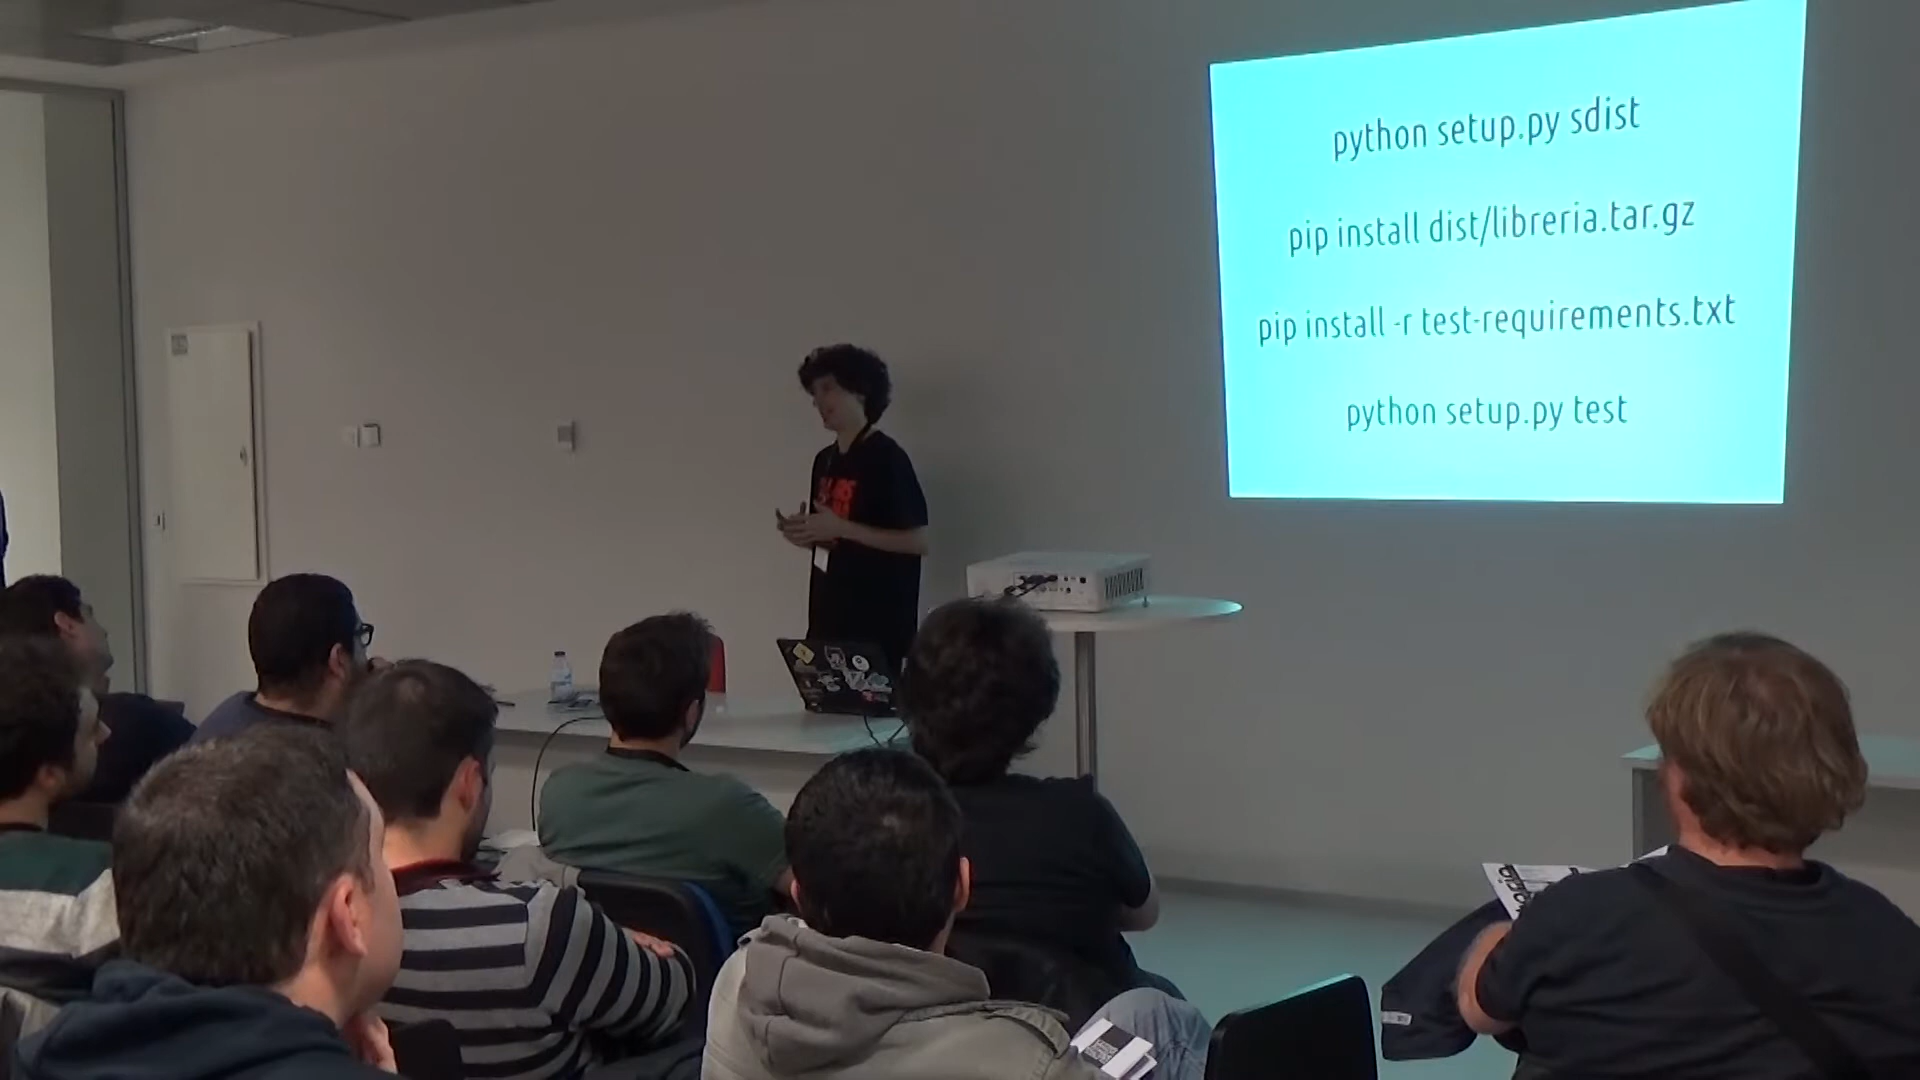 python setup.py sdist
pip install dist/libreria.tar.gz
pip install -r test-requirements.txt
python setup.py test